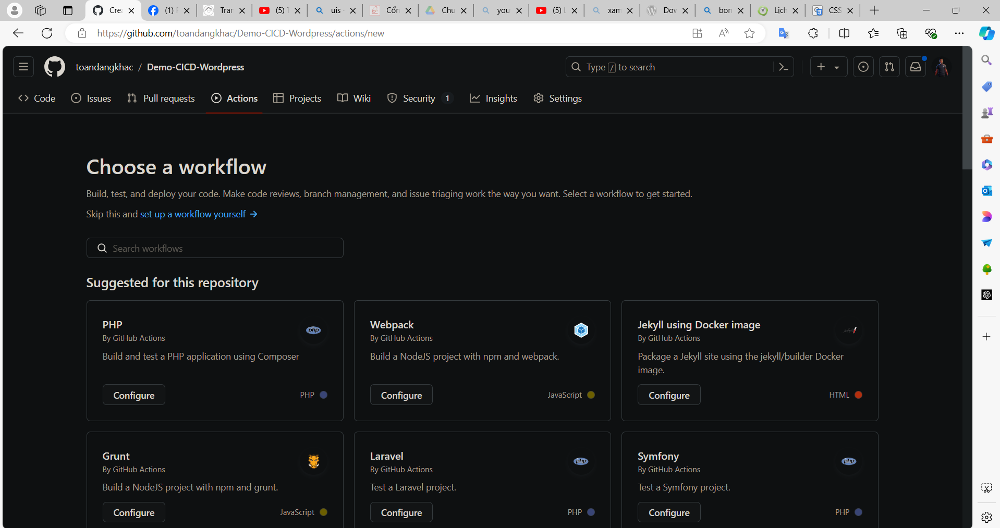 Crea
(1) F
Tran
(5) T
uis -
Cổn
Chu
you
(5) L
xam
Dow
bon
Lịch
CSS
https://github.com/toandangkhac/Demo-CICD-Wordpress/actions/new
toandangkhac / Demo-CICD-Wordpress
Type / to search
Code
Issues
Pull requests
Actions
Projects
Wiki
Security 1
Insights
Settings
Choose a workflow
Build, test, and deploy your code. Make code reviews, branch management, and issue triaging work the way you want. Select a workflow to get started.
Skip this and set up a workflow yourself →
Search workflows
Suggested for this repository
PHP
By GitHub Actions
php
Build and test a PHP application using Composer
Configure
PHP
Webpack
By GitHub Actions
Build a NodeJS project with npm and webpack.
Configure
JavaScript
Jekyll using Docker image
By GitHub Actions
Package a Jekyll site using the jekyll/builder Docker
image.
Configure
HTML
Grunt
By GitHub Actions
Build a NodeJS project with npm and grunt.
Configure
JavaScript
Laravel
By GitHub Actions
php
Test a Laravel project.
Configure
PHP
Symfony
By GitHub Actions
php
Test a Symfony project.
Configure
PHP